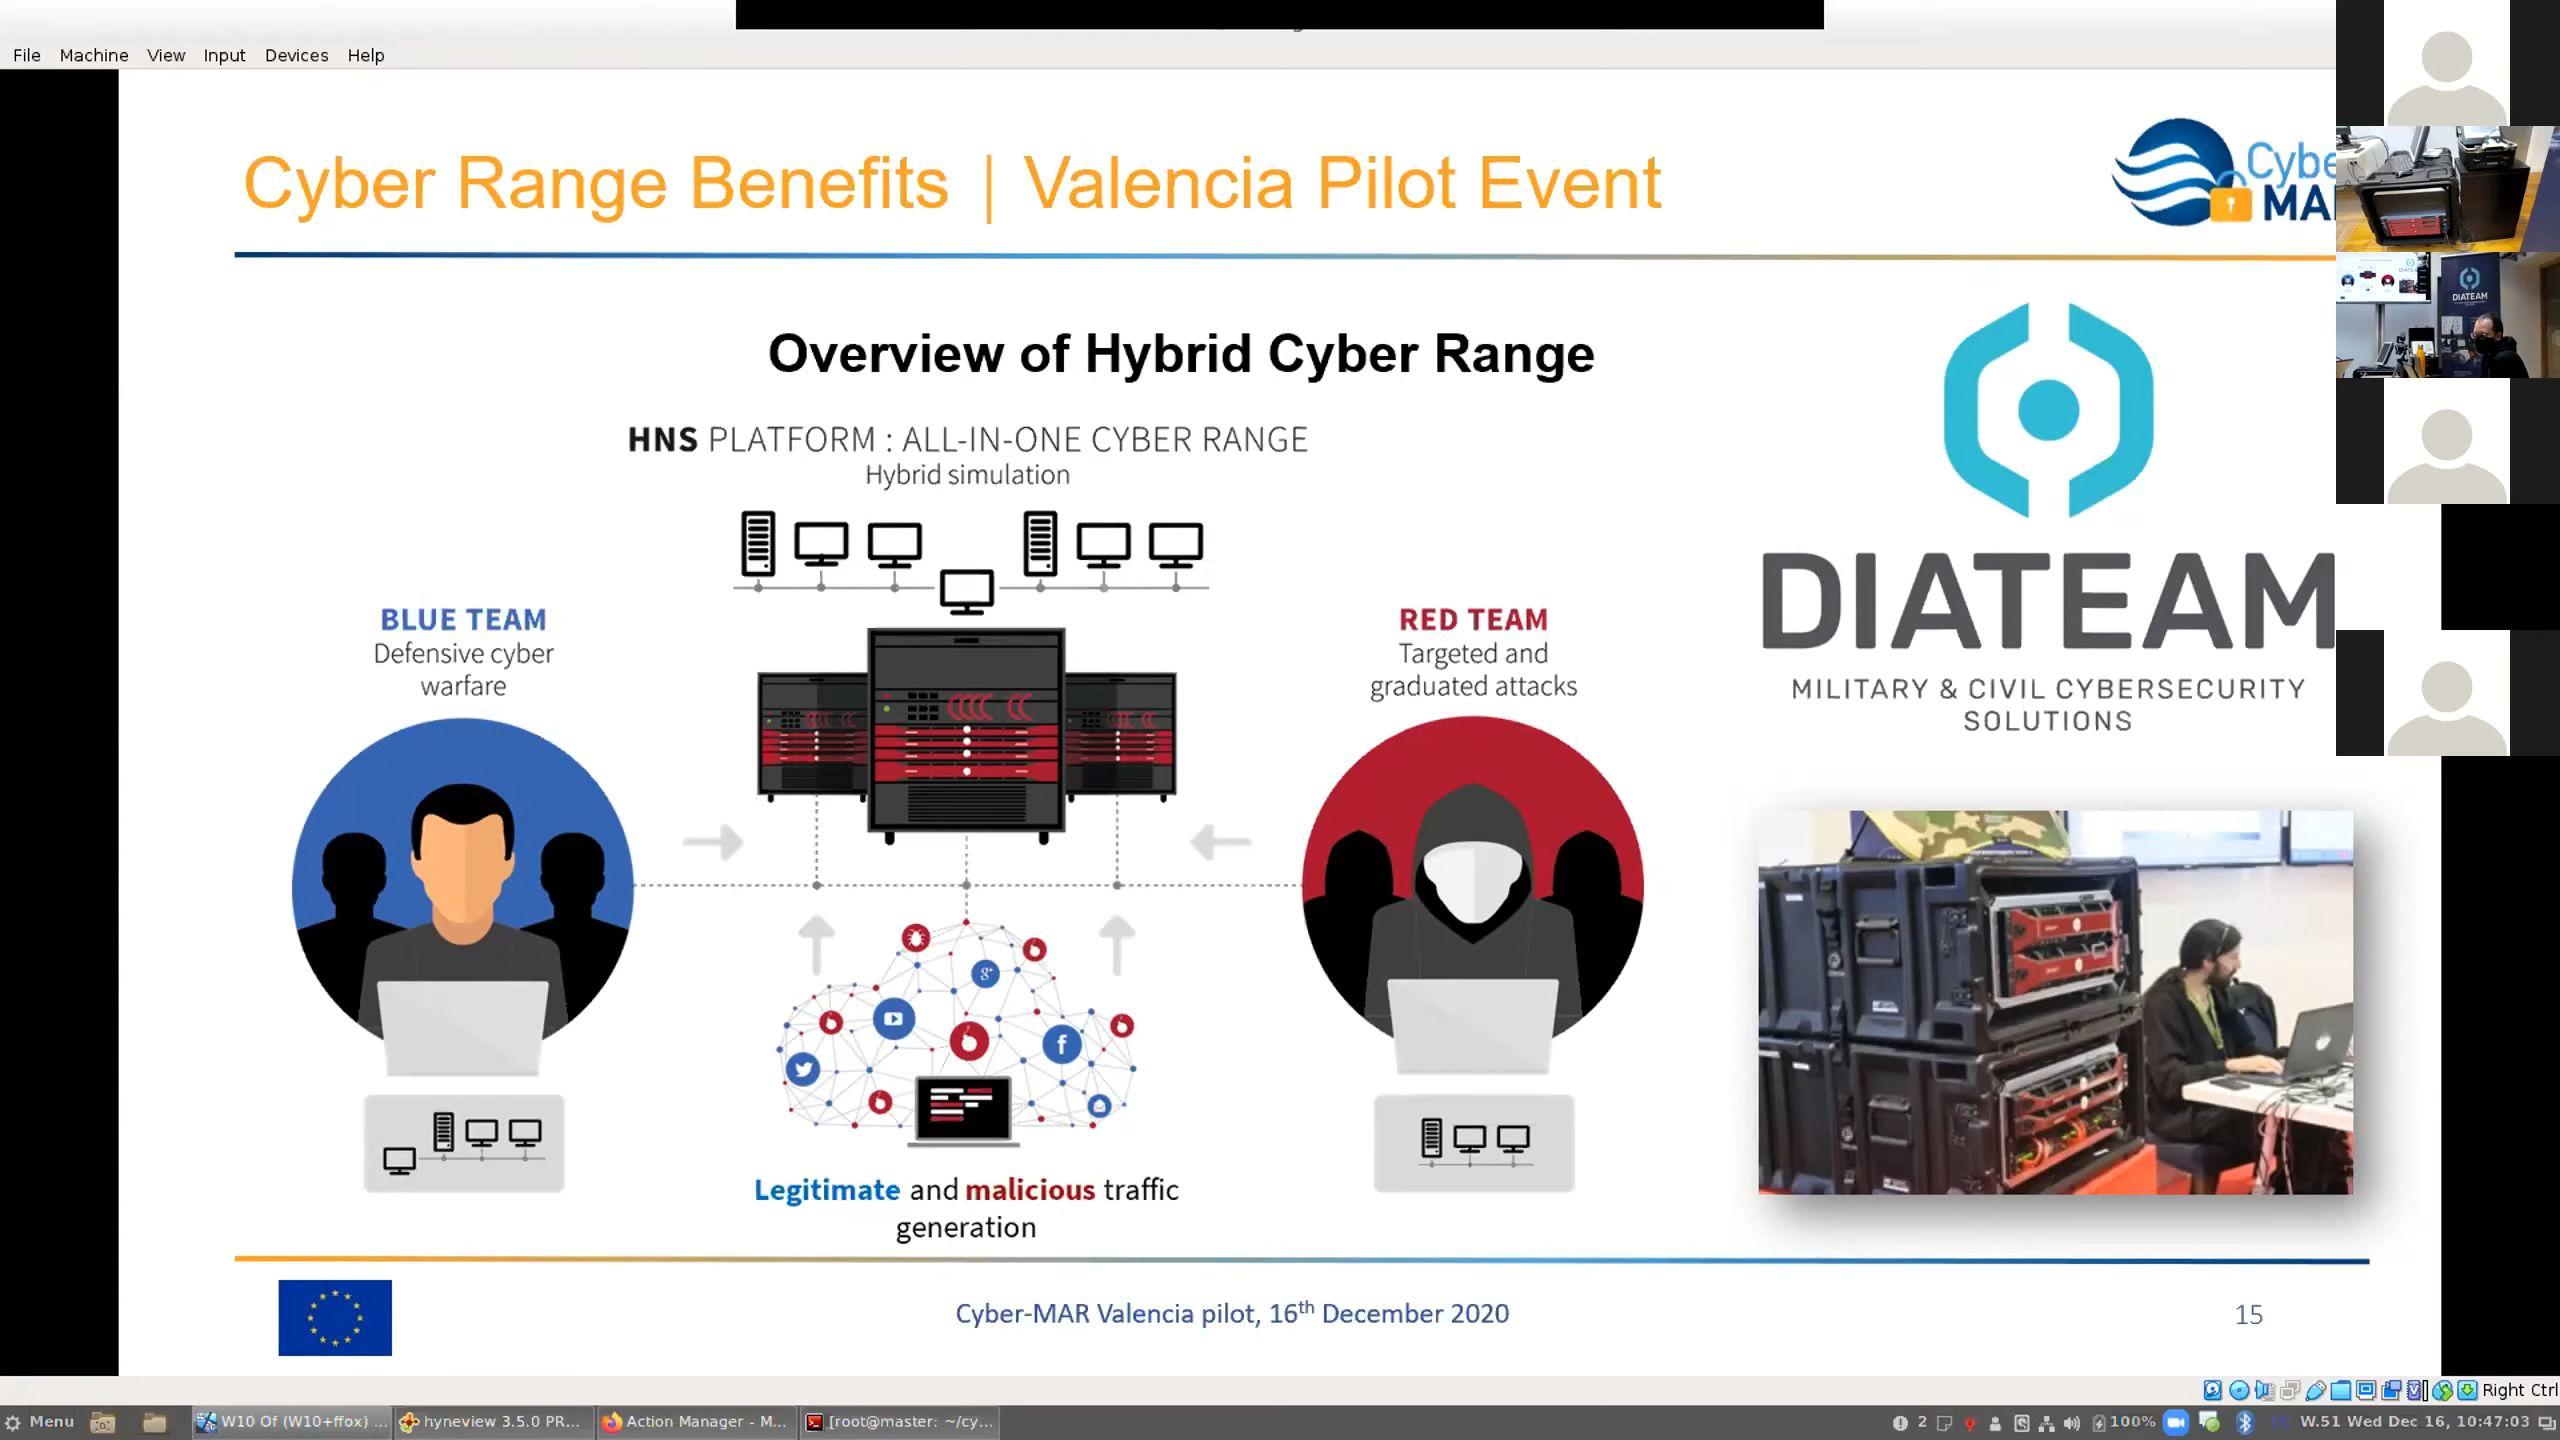 File Machine View Input Devices Help
Cyber Range Benefits | Valencia Pilot Event
Cybe
MA
Overview of Hybrid Cyber Range
HNS PLATFORM : ALL-IN-ONE CYBER RANGE
Hybrid simulation
BLUE TEAM
Defensive cyber
warfare
RED TEAM
Targeted and
graduated attacks
DIATEAM
MILITARY & CIVIL CYBERSECURITY
SOLUTIONS
DIATEAM
Legitimate and malicious traffic
generation
Cyber-MAR Valencia pilot, 16th December 2020
15
Right Ctrl
Menu
W10 Of (W10+ffox) ...
hyneview 3.5.0 PR...
Action Manager - M...
[root@master: ~/cy...
2
100%
W.51 Wed Dec 16, 10:47:03